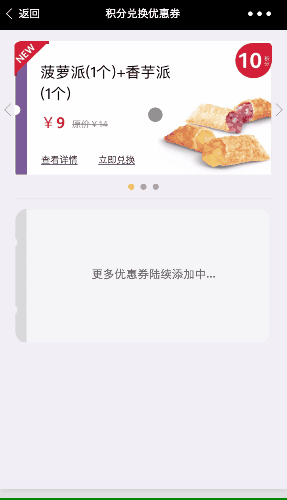 返回
积分兑换优惠券
NEW
10积分
菠萝派(1个)+香芋派
(1个)
￥9 原价￥14
查看详情 立即兑换
更多优惠券陆续添加中...